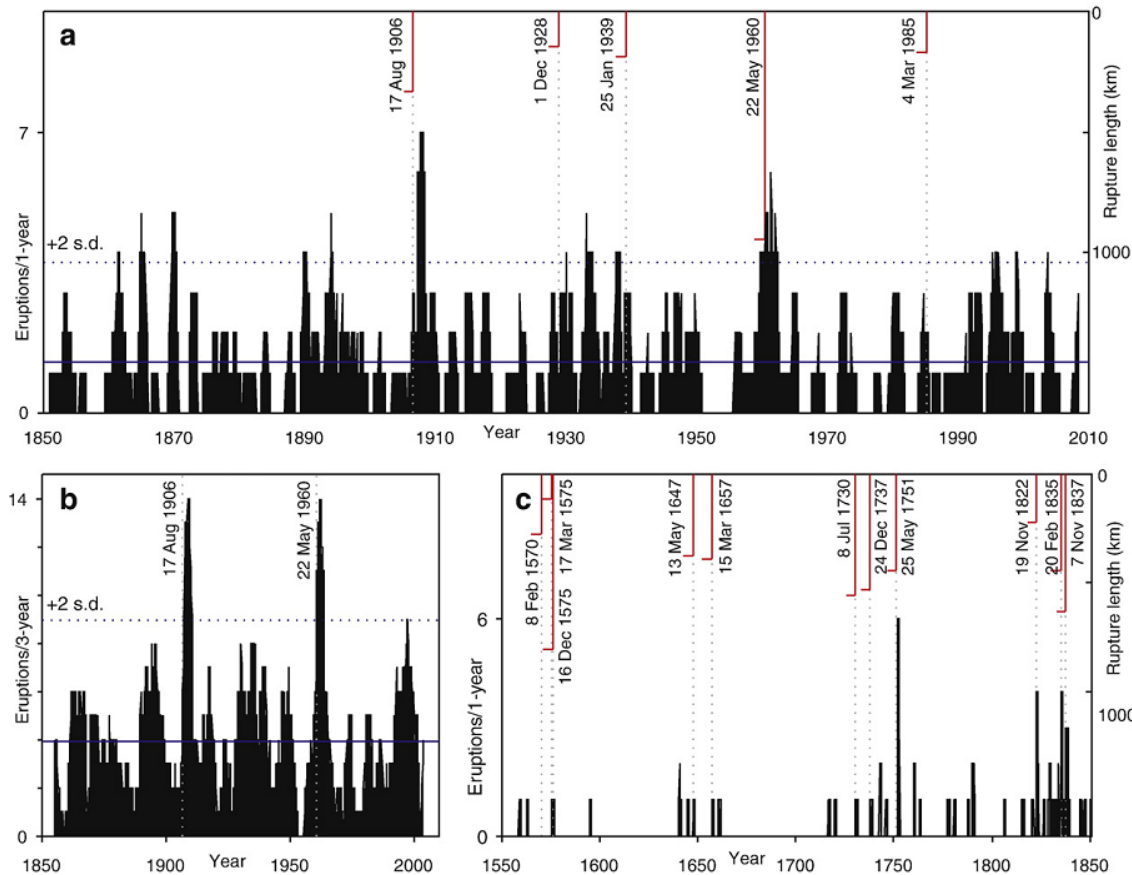 a
17 Aug 1906
1 Dec 1928
25 Jan 1939
22 May 1960
4 Mar 1985
0
1000
Rupture length (km)
7
0
Eruptions/1-year
+2 s.d.
1850
1870
1890
1910
1930
1950
1970
1990
2010
Year
b
17 Aug 1906
22 May 1960
14
0
Eruptions/3-year
+2 s.d.
1850
1900
1950
2000
Year
c
8 Feb 1570
16 Dec 1575
17 Mar 1575
13 May 1647
15 Mar 1657
8 Jul 1730
24 Dec 1737
25 May 1751
19 Nov 1822
20 Feb 1835
7 Nov 1837
0
1000
Rupture length (km)
6
0
Eruptions/1-year
1550
1600
1650
1700
1750
1800
1850
Year